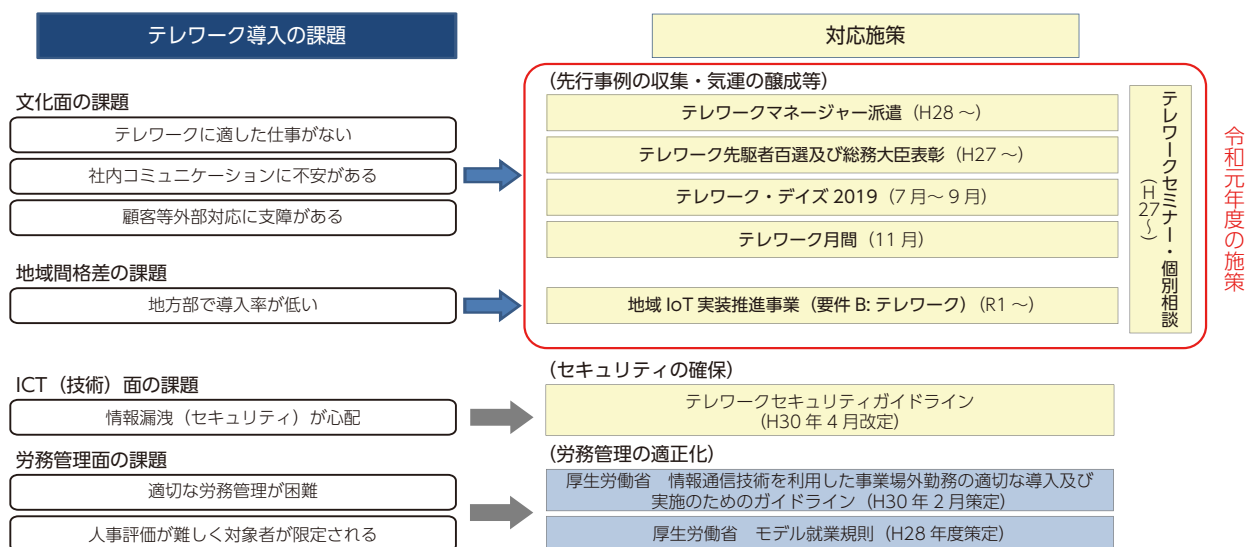 テレワーク導入の課題
対応施策
文化面の課題
テレワークに適した仕事がない
社内コミュニケーションに不安がある
顧客等外部対応に支障がある
地域間格差の課題
地方部で導入率が低い
(先行事例の収集・気運の醸成等)
テレワークマネージャー派遣(H28～)
テレワーク先駆者百選及び総務大臣表彰(H27～)
テレワーク・デイズ 2019(7月～9月)
テレワーク月間(11月)
地域 IoT 実装推進事業(要件 B: テレワーク)(R1～)
テレワークセミナー・個別相談
(H27～)
令和元年度の施策
ICT(技術)面の課題
情報漏洩(セキュリティ)が心配
(セキュリティの確保)
テレワークセキュリティガイドライン
(H30年4月改定)
労務管理面の課題
適切な労務管理が困難
人事評価が難しく対象者が限定される
(労務管理の適正化)
厚生労働省 情報通信技術を利用した事業場外勤務の適切な導入及び
実施のためのガイドライン(H30年2月策定)
厚生労働省 モデル就業規則(H28年度策定)